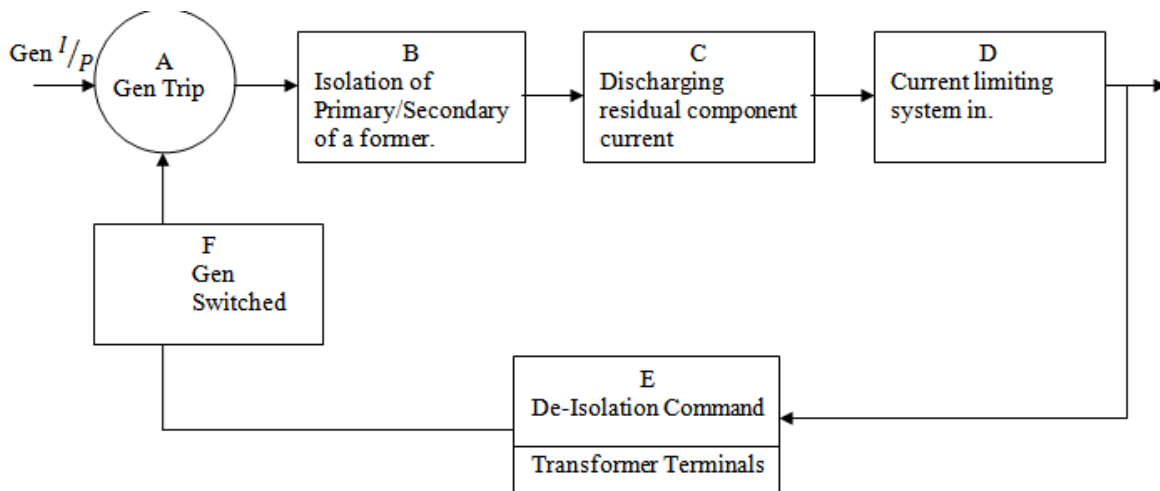 Gen I/P
A
Gen Trip
B
Isolation of
Primary/Secondary
of a former.
C
Discharging
residual component
current
D
Current limiting
system in.
F
Gen
Switched
E
De-Isolation Command
Transformer Terminals